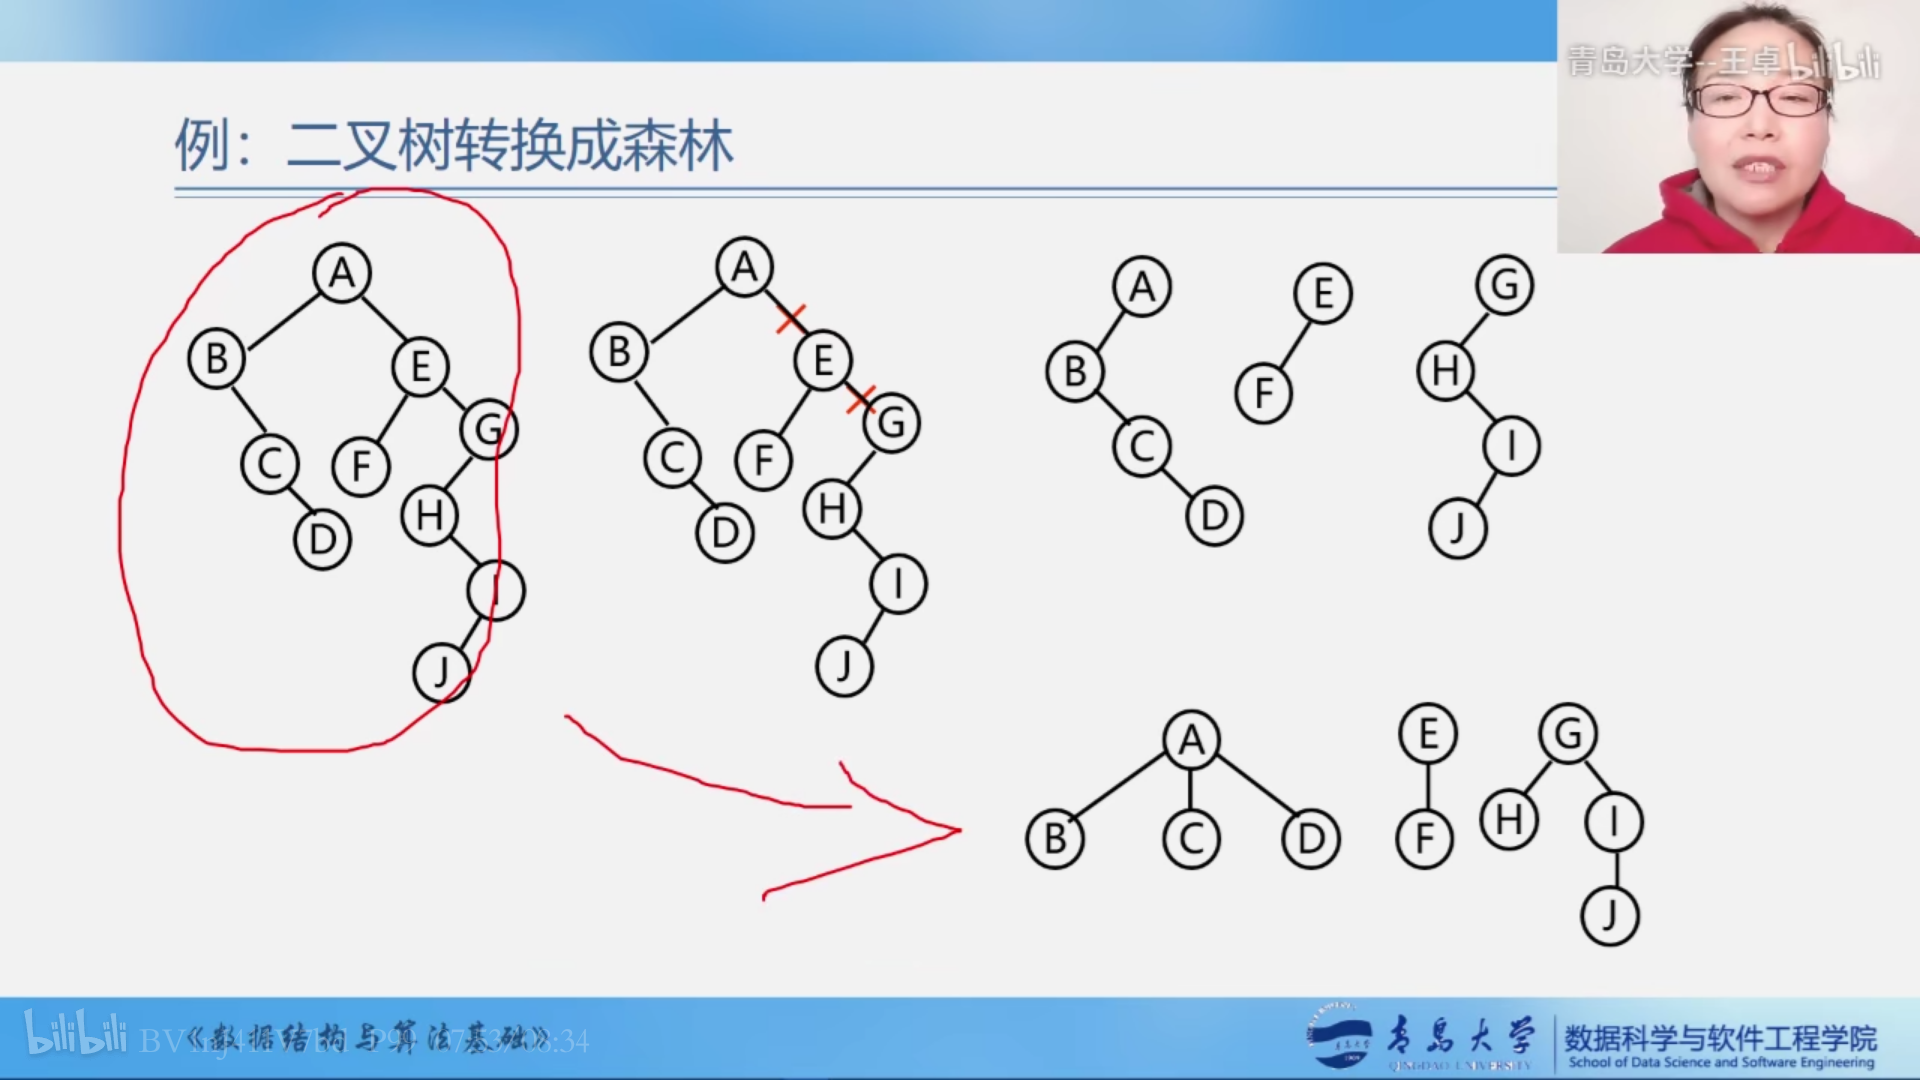 青岛大学--王卓 bilibili
例：二叉树转换成森林
A
B
E
G
C
F
H
D
I
J
A
B
E
G
C
F
H
D
I
J
A
B
C
D
E
F
G
H
I
J
A
B
C
D
E
F
G
H
I
J
bilibili
《数据结构与算法基础》
青岛大学
QINGDAO UNIVERSITY
数据科学与软件工程学院
School of Data Science and Software Engineering